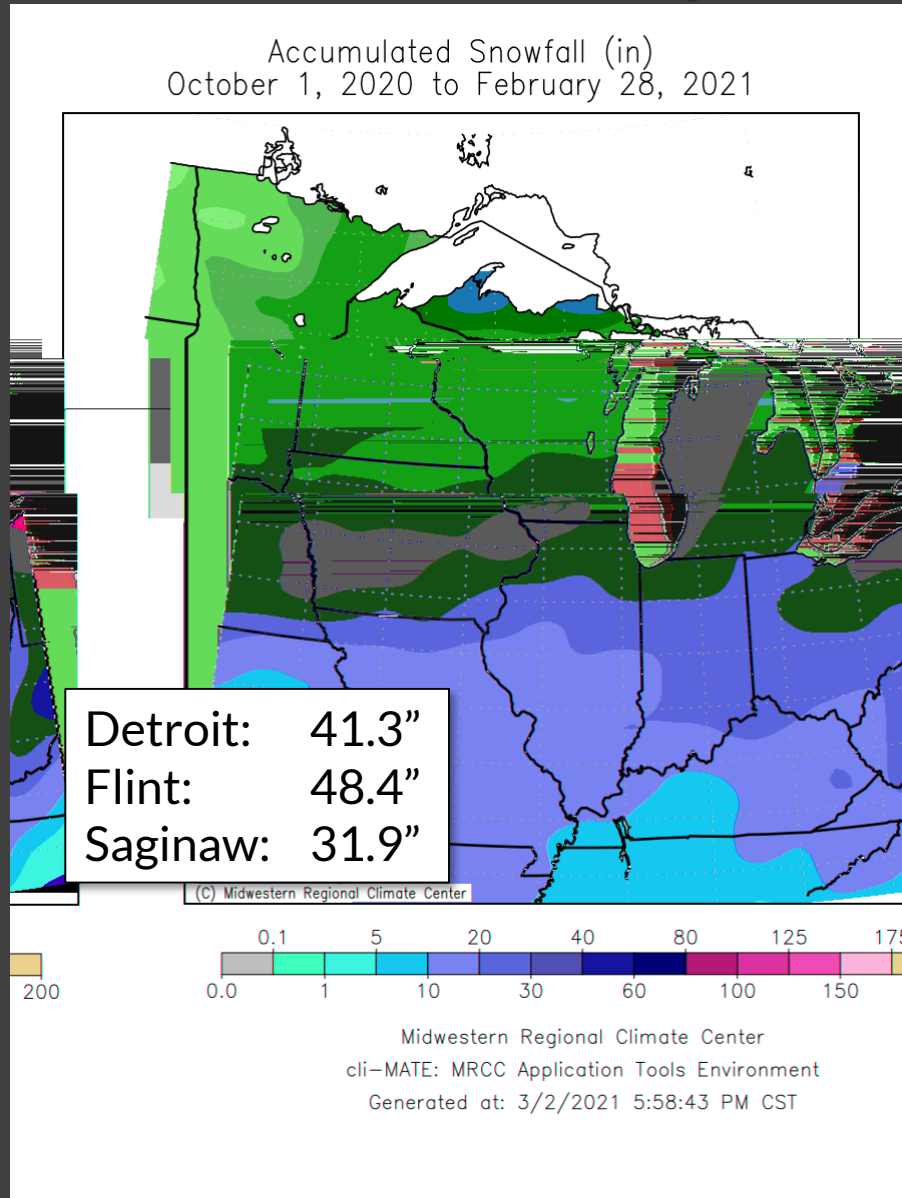 Accumulated Snowfall (in)
October 1, 2020 to February 28, 2021
Detroit: 41.3”
Flint: 48.4”
Saginaw: 31.9”
(C) Midwestern Regional Climate Center
0.1 5 20 40 80 125
200 0.0 1 10 30 60 100 150
Midwestern Regional Climate Center
cli-MATE: MRCC Application Tools Environment
Generated at: 3/2/2021 5:58:43 PM CST